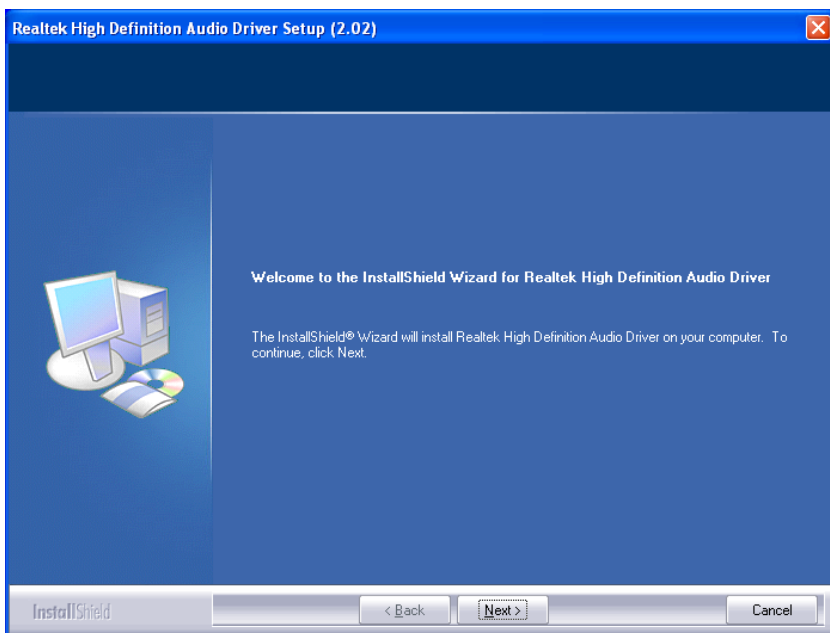 Realtek High Definition Audio Driver Setup (2.02)
Welcome to the InstallShield Wizard for Realtek High Definition Audio Driver
The InstallShield® Wizard will install Realtek High Definition Audio Driver on your computer. To
continue, click Next.
InstallShield
< Back
Next >
Cancel